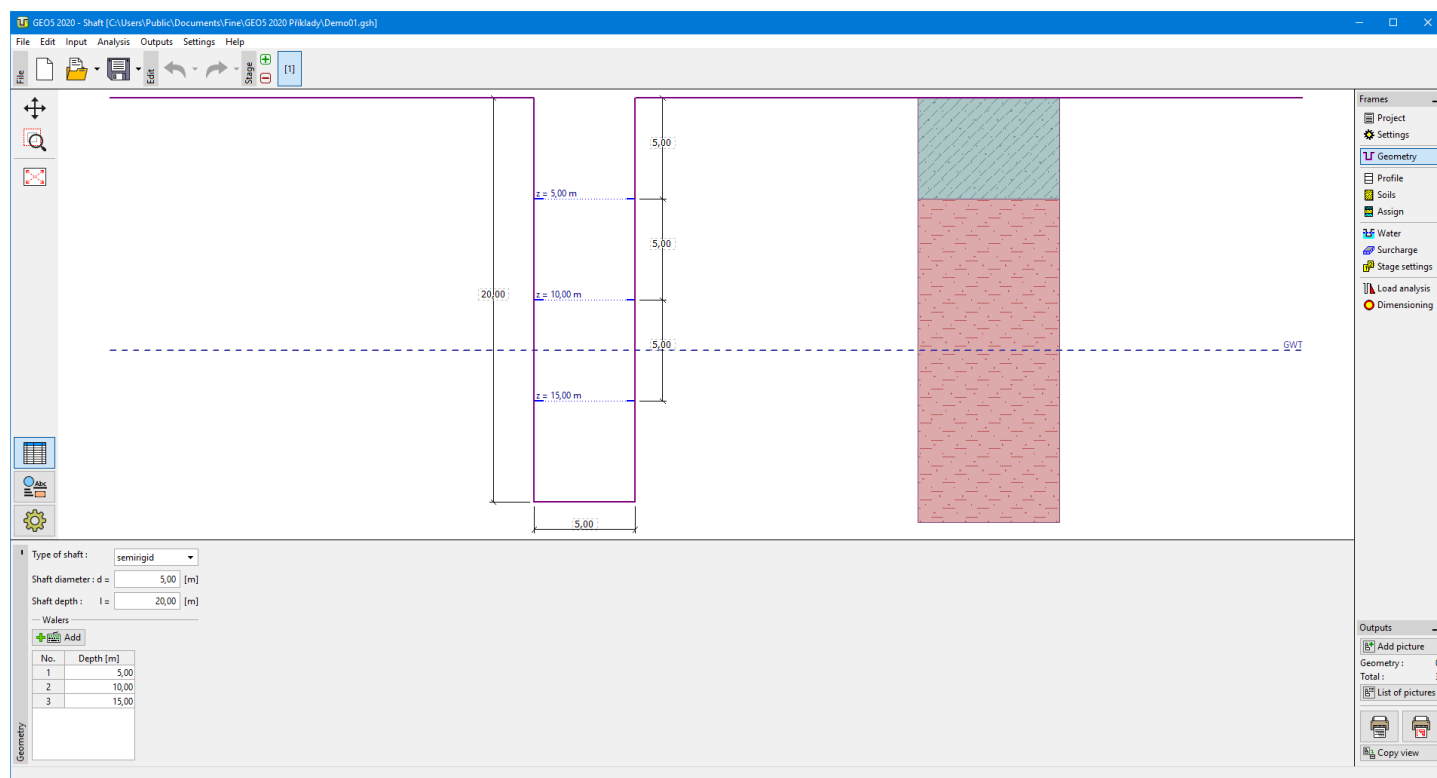 GEO5 2020 - Shaft [C:\Users\Public\Documents\Fine\GEO5 2020 Příklady\Demo01.gsh]
File Edit Input Analysis Outputs Settings Help
File
Edit
Stage
[1]
Frames
Project
Settings
Geometry
Profile
Soils
Assign
Water
Surcharge
Stage settings
Load analysis
Dimensioning
5,00
z = 5,00 m
5,00
20,00
z = 10,00 m
5,00
GWT
z = 15,00 m
5,00
Abc
Type of shaft : semirigid
Shaft diameter : d = 5,00 [m]
Shaft depth : l = 20,00 [m]
Walers
Add
No. Depth [m]
1 5,00
2 10,00
3 15,00
Geometry
Outputs
Add picture
Geometry :
Total :
List of pictures
Copy view